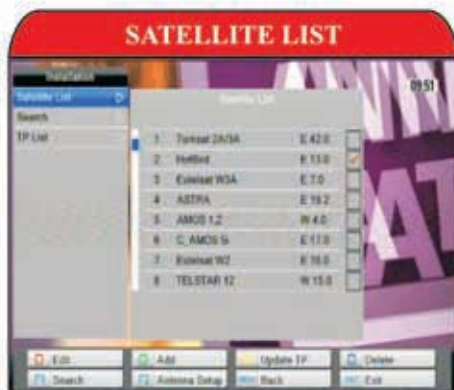 SATELLITE LIST
Installation
09:51
Satellite List
Satellite List
Search
TP List
1 Türksat 2A/3A E 42.0
2 HotBird E 13.0
3 Eutelsat W3A E 7.0
4 ASTRA E 19.2
5 AMOS 1,2 W 4.0
6 C_AMOS 5i E 17.0
7 Eutelsat W2 E 16.0
8 TELSTAR 12 W 15.0
Edit Add Update TP Delete
Search Antenna Setup Back Exit